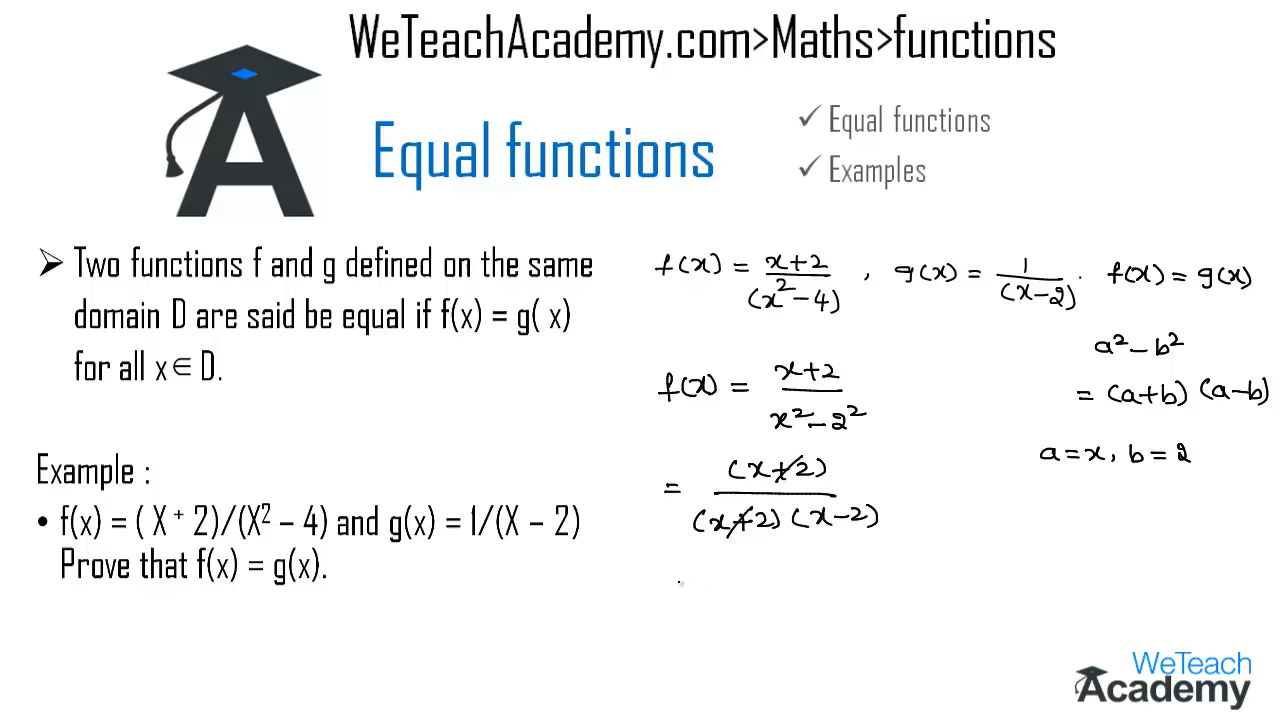 WeTeachAcademy.com>Maths>functions
Equal functions
✓ Equal functions
✓ Examples
➢ Two functions f and g defined on the same
domain D are said be equal if f(x) = g( x)
for all x∈ D.
Example :
• f(x) = ( X + 2)/(X² – 4) and g(x) = 1/(X – 2)
Prove that f(x) = g(x).
f(x) = x+2/(x²-4) , g(x) = 1/(x-2) . f(x) = g(x)
a² - b²
= (a+b) (a-b)
a = x, b = 2
f(x) = x+2/x²-2²
= (x+2)/(x+2)(x-2)
WeTeach
Academy